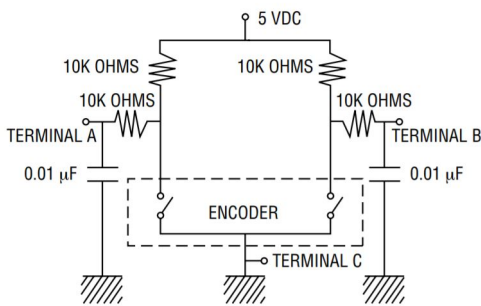 5 VDC
10K OHMS
10K OHMS
10K OHMS
10K OHMS
TERMINAL A
TERMINAL B
0.01 µF
0.01 µF
ENCODER
TERMINAL C